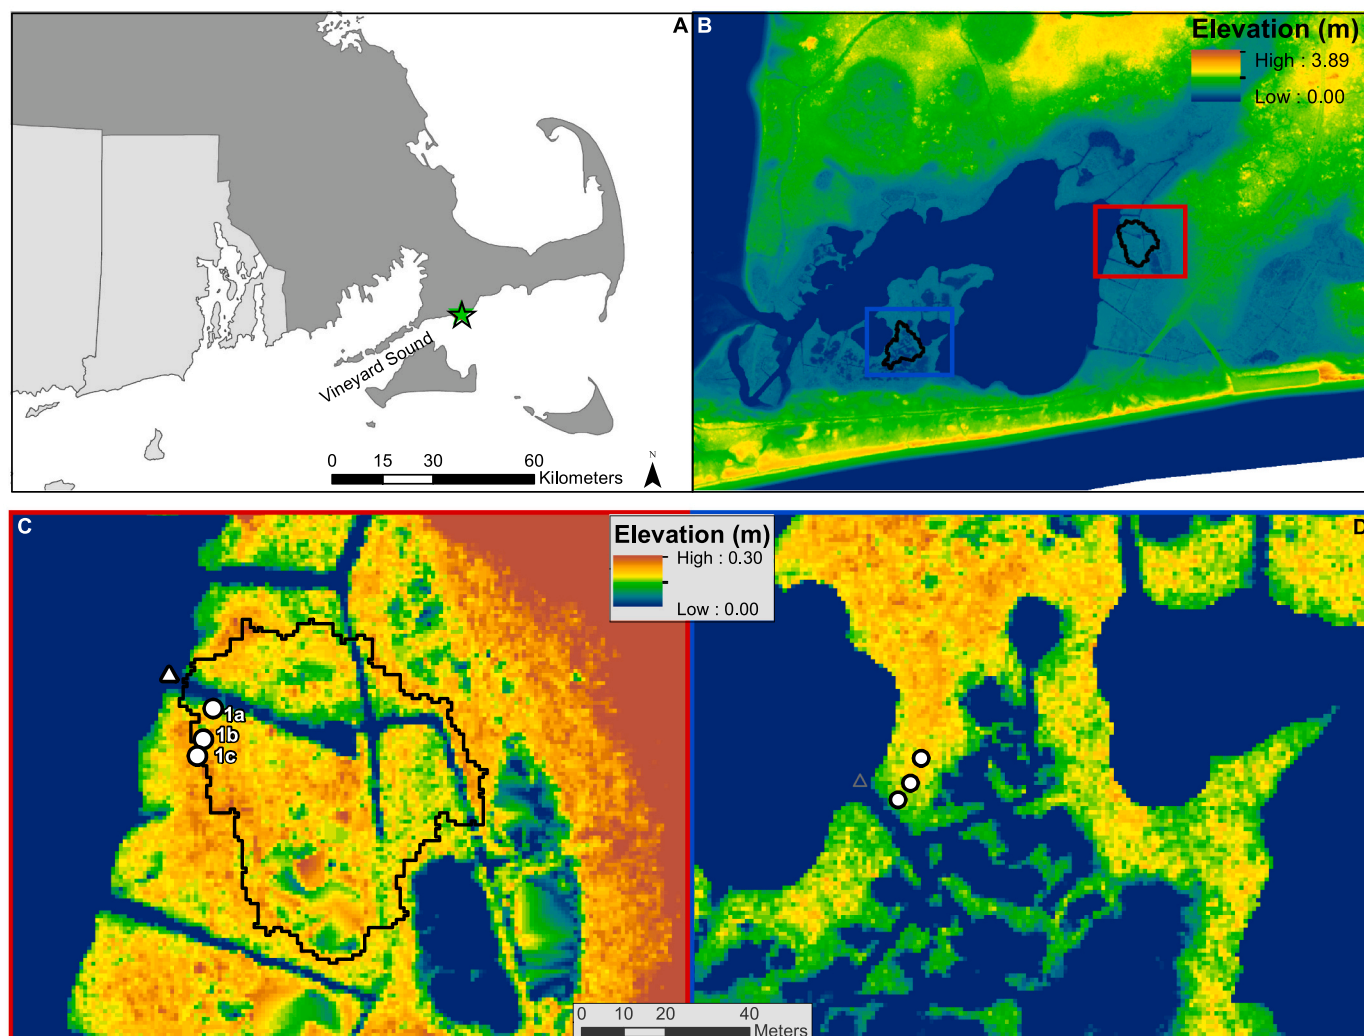 A
Vineyard Sound
N
0 15 30 60
Kilometers
B
Elevation (m)
High : 3.89
Low : 0.00
C
1a
1b
1c
Elevation (m)
High : 0.30
Low : 0.00
D
0 10 20 40
Meters